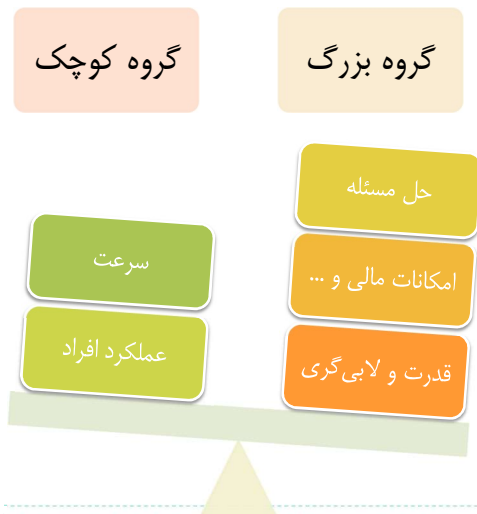 گروه بزرگ
گروه کوچک
حل مسئله
امکانات مالی و ...
قدرت و لابی‌گری
سرعت
عملکرد افراد